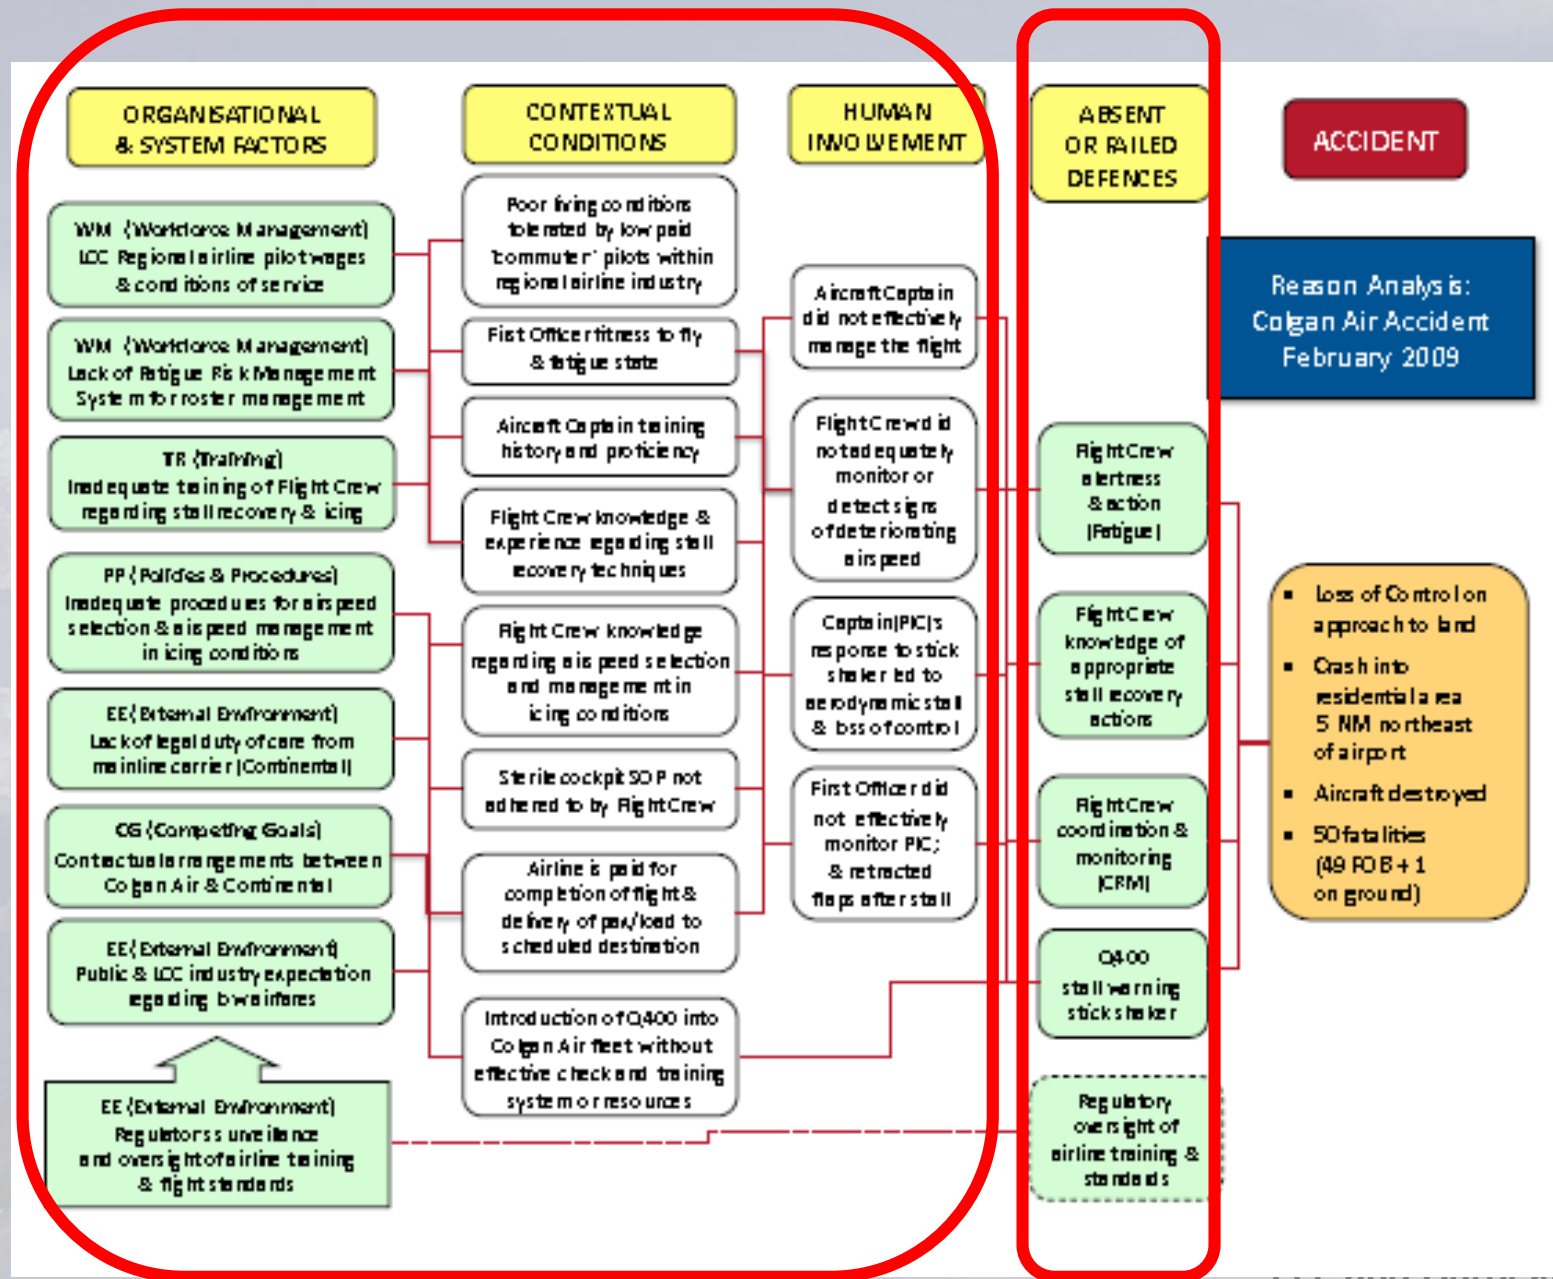 ORGANISATIONAL
& SYSTEM FACTORS
WM (Workforce Management)
LCC Regional airline pilot wages
& conditions of service
WM (Workforce Management)
Lack of Fatigue Risk Management
System for roster management
TR (Training)
Inadequate training of Flight Crew
regarding stall recovery & icing
PP (Policies & Procedures)
Inadequate procedures for airspeed
selection & airspeed management
in icing conditions
EE (External Environment)
Lack of legal duty of care from
mainline carrier (Continental)
CG (Competing Goals)
Contractual arrangements between
Colgan Air & Continental
EE (External Environment)
Public & LCC industry expectation
regarding low airfares
EE (External Environment)
Regulators surveillance
and oversight of airline training
& flight standards
CONTEXTUAL
CONDITIONS
Poor living conditions
tolerated by low paid
'commuter' pilots within
regional airline industry
First Officer fitness to fly
& fatigue state
Aircraft Captain training
history and proficiency
Flight Crew knowledge &
experience regarding stall
recovery techniques
Flight Crew knowledge
regarding airspeed selection
and management in
icing conditions
Sterile cockpit SOP not
adhered to by Flight Crew
Airline is paid for
completion of flight &
delivery of pax/load to
scheduled destination
Introduction of Q400 into
Colgan Air fleet without
effective check and training
system or resources
HUMAN
INVOLVEMENT
Aircraft Captain
did not effectively
manage the flight
Flight Crew did
not adequately
monitor or
detect signs
of deteriorating
airspeed
Captain(PIC)'s
response to stick
shaker led to
aerodynamic stall
& loss of control
First Officer did
not effectively
monitor PIC;
& retracted
flaps after stall
ABSENT
OR FAILED
DEFENCES
Flight Crew
alertness
& action
(Fatigue)
Flight Crew
knowledge of
appropriate
stall recovery
actions
Flight Crew
coordination &
monitoring
(CRM)
Q400
stall warning
stick shaker
Regulatory
oversight of
airline training &
standards
ACCIDENT
Reason Analysis:
Colgan Air Accident
February 2009
▪ Loss of Control on
approach to land
▪ Crash into
residential area
5 NM northeast
of airport
▪ Aircraft destroyed
▪ 50 fatalities
(49 POB + 1
on ground)